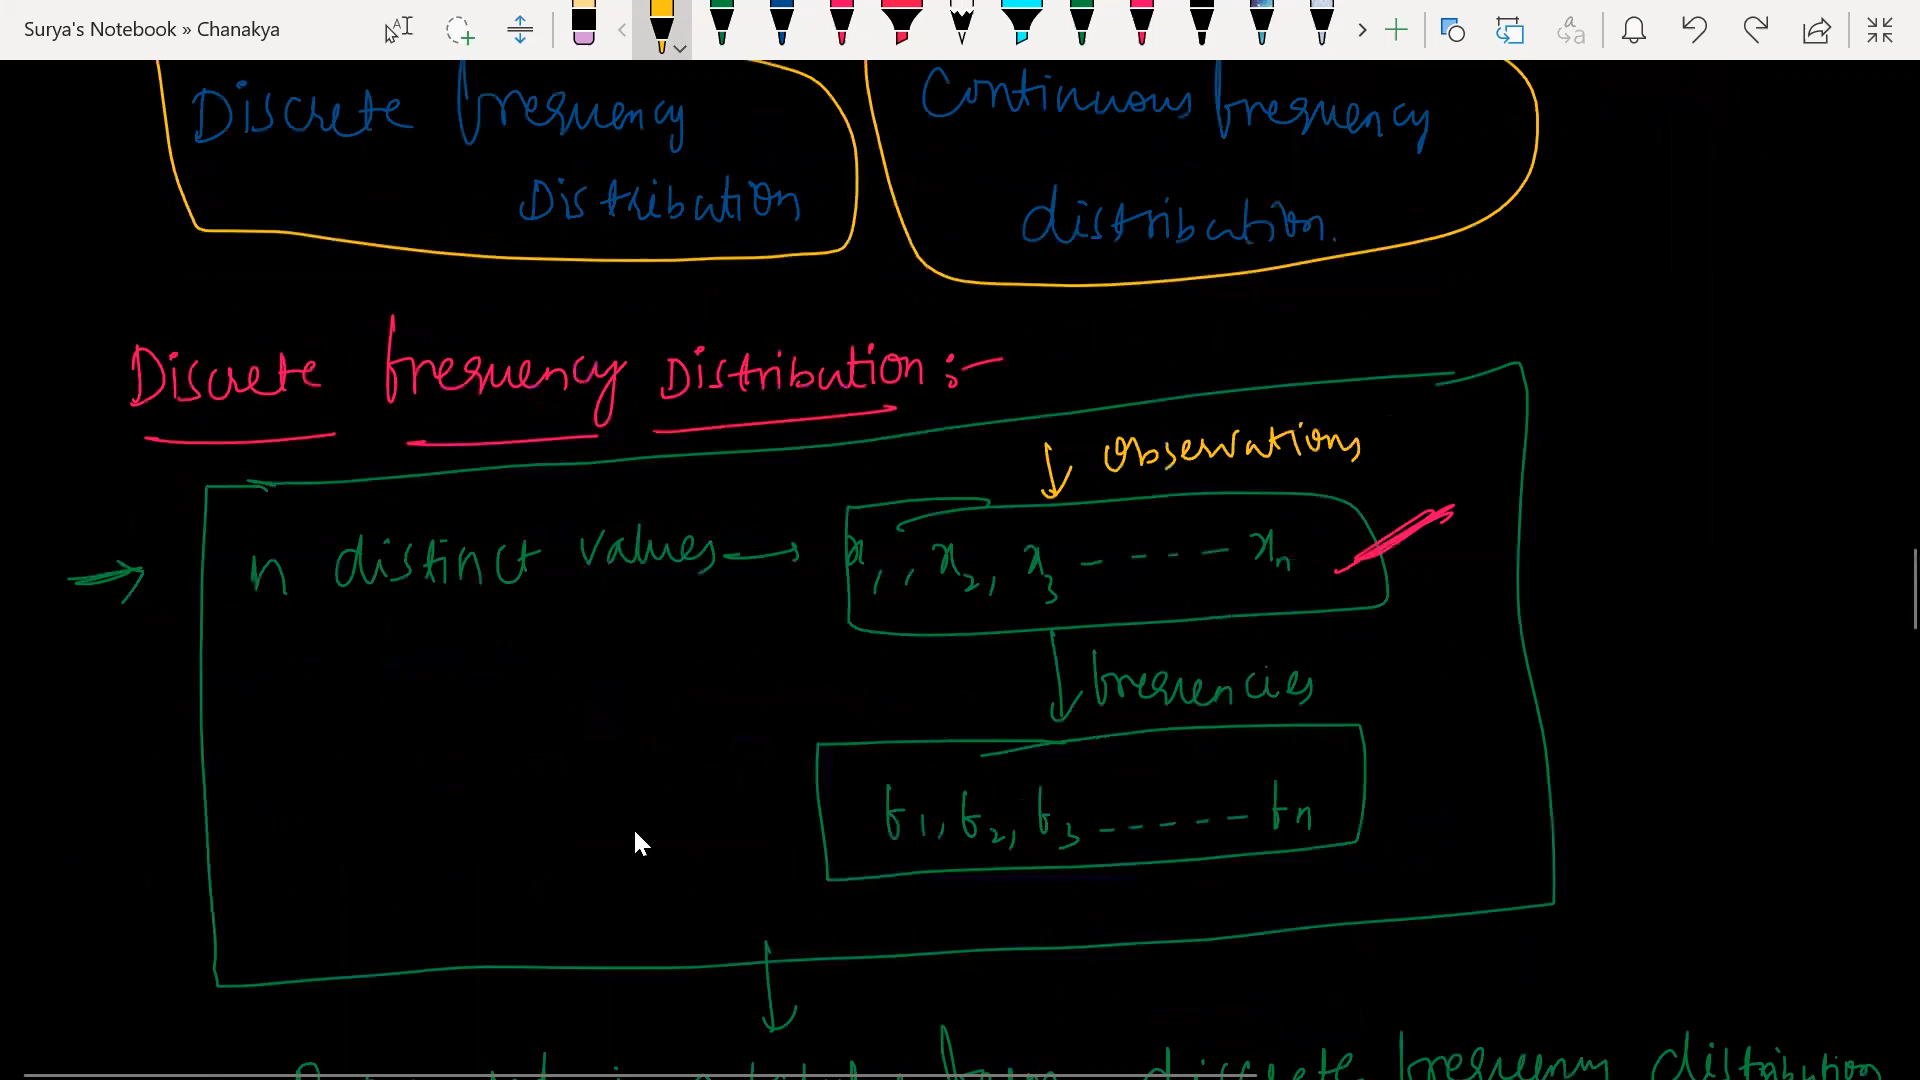 Surya's Notebook » Chanakya
Discrete frequency
Distribution
Continuous frequency
distribution.
Discrete frequency Distribution :-
↓ Observations
→ n distinct values → x₁, x₂, x₃ ----- xₙ
↓ frequencies
f₁, f₂, f₃ ------ fₙ
↓
form discrete frequency distribution